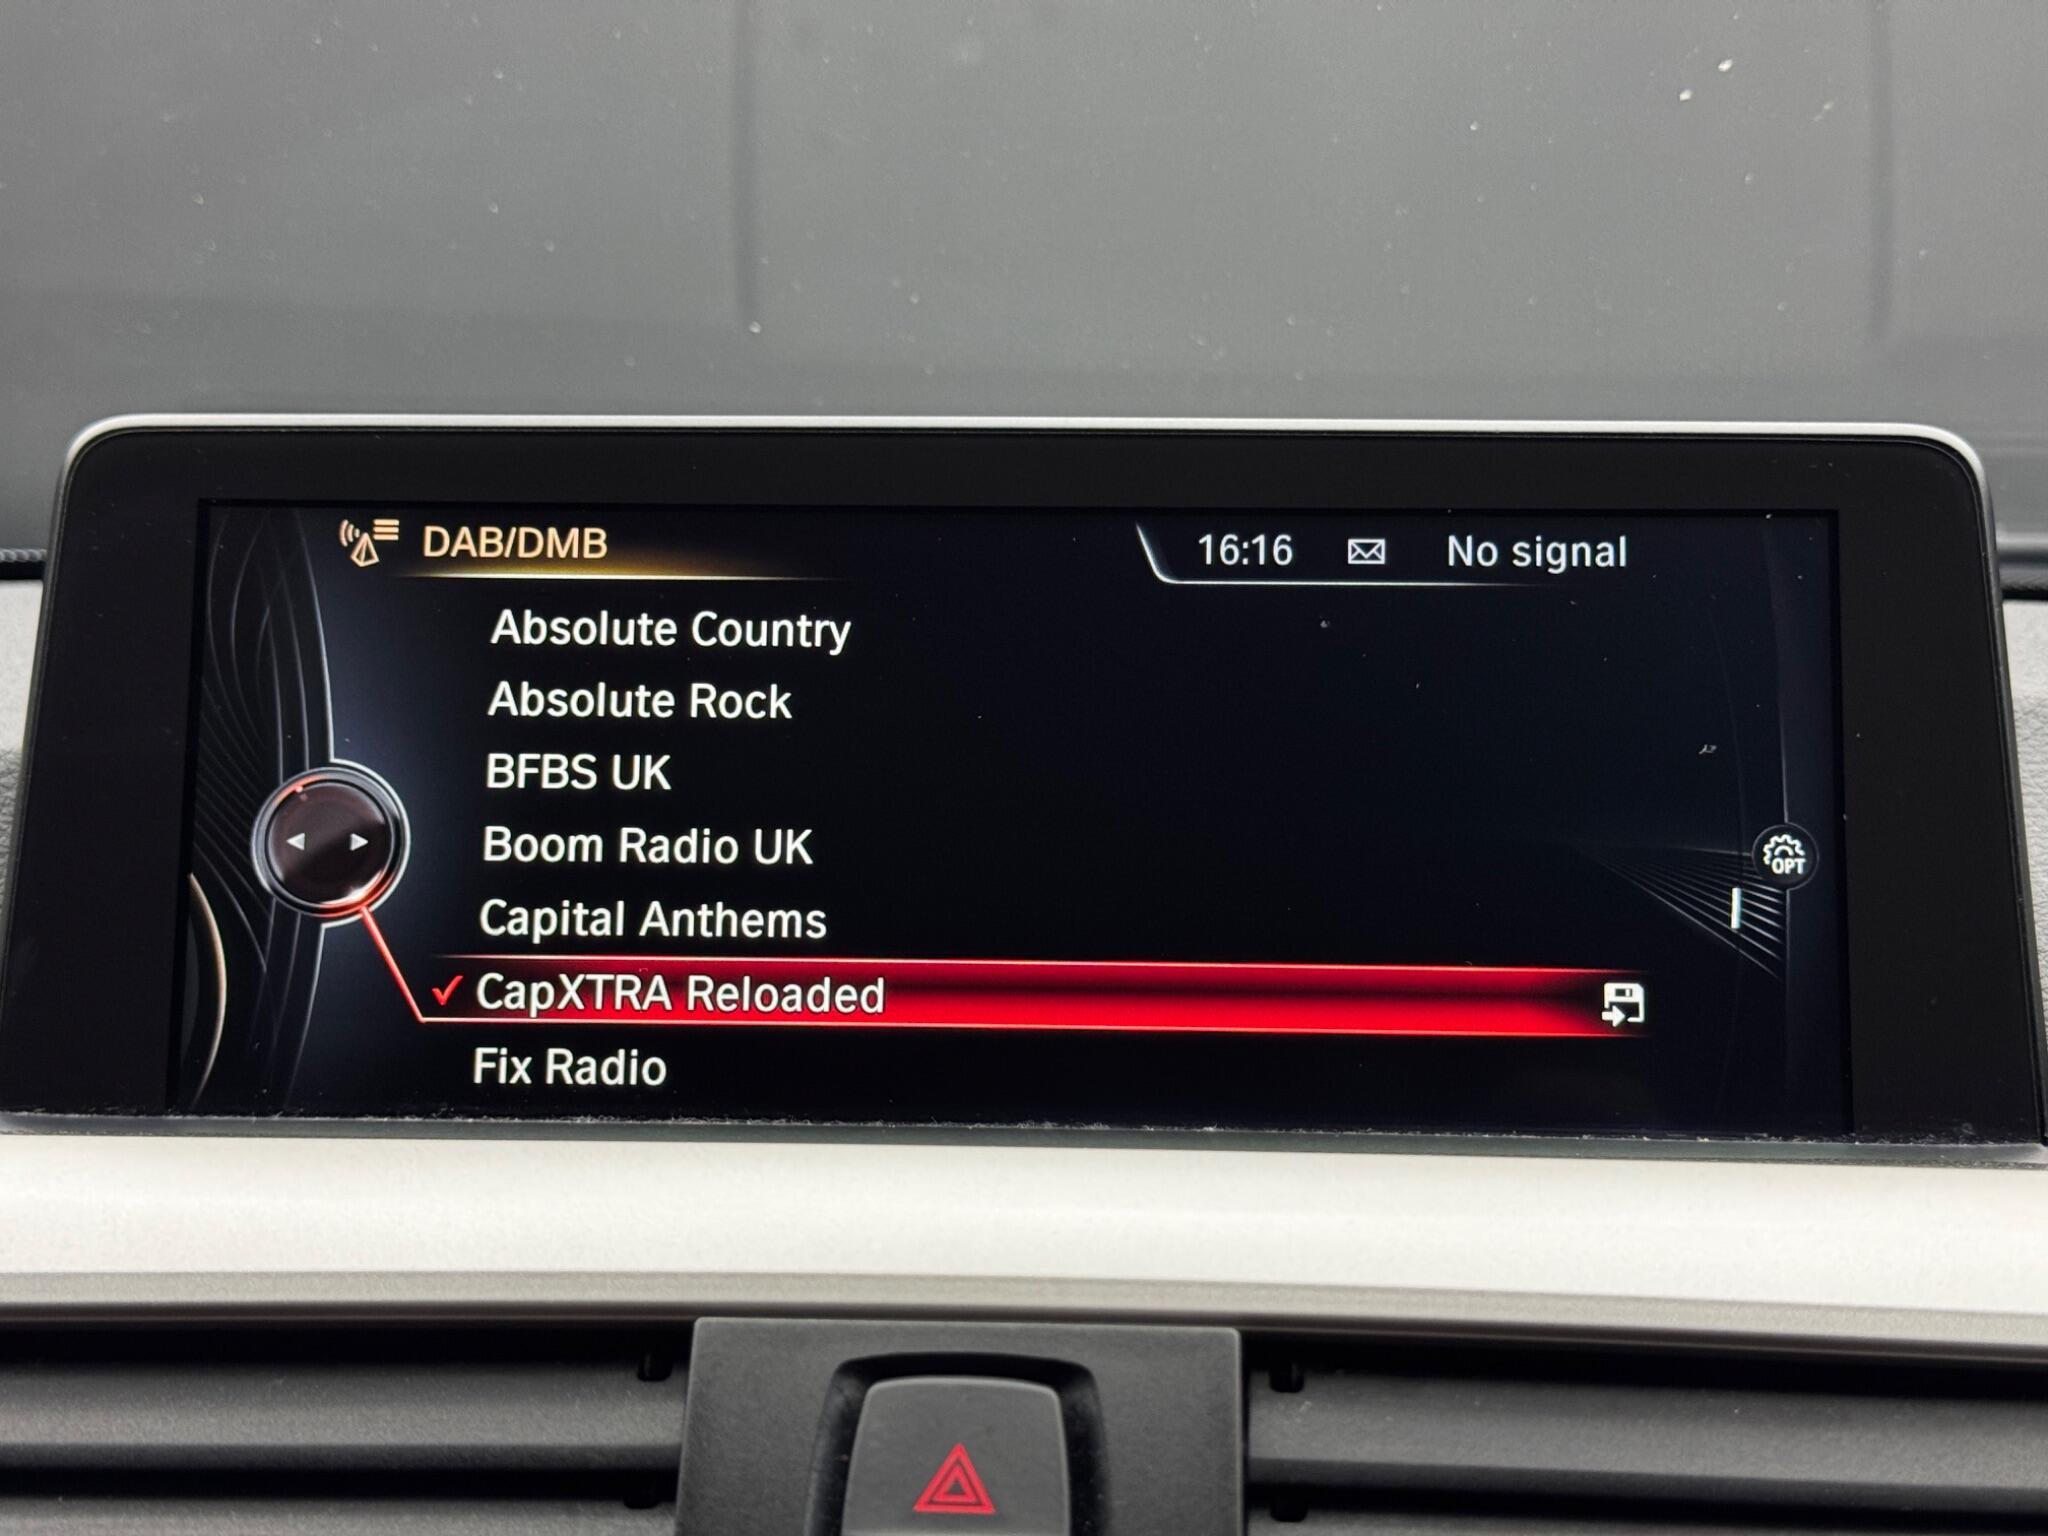 DAB/DMB
16:16 No signal
Absolute Country
Absolute Rock
BFBS UK
Boom Radio UK
Capital Anthems
CapXTRA Reloaded
Fix Radio
OPT